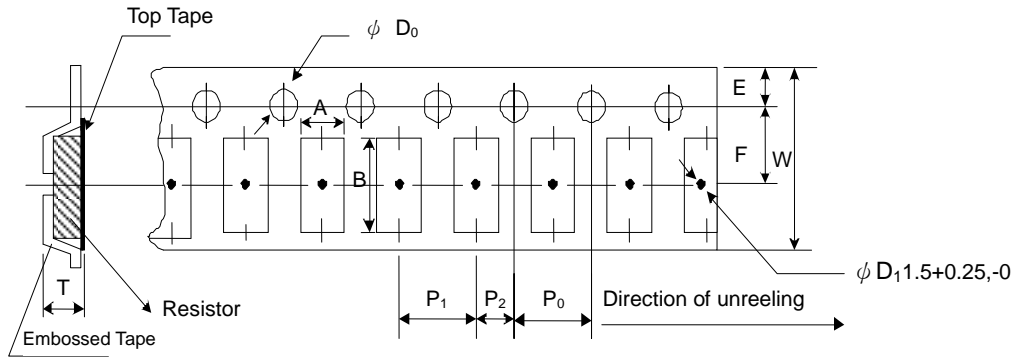 Top Tape
ϕ D₀
A
E
F
W
B
T
Resistor
Embossed Tape
P₁
P₂
P₀
Direction of unreeling
ϕ D₁1.5+0.25,-0